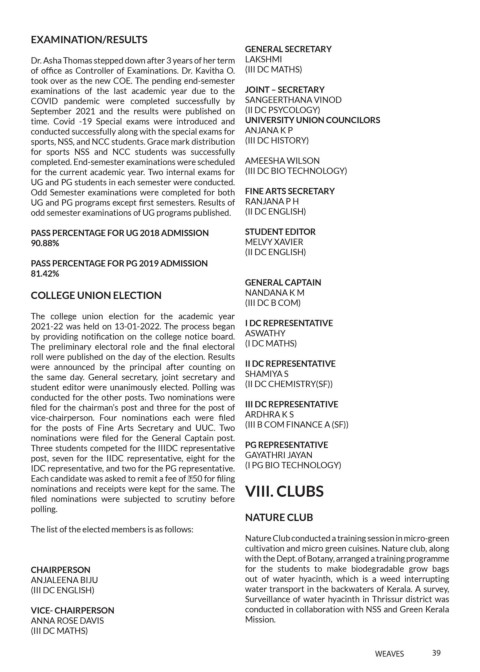 EXAMINATION/RESULTS
Dr. Asha Thomas stepped down after 3 years of her term
of office as Controller of Examinations. Dr. Kavitha O.
took over as the new COE. The pending end-semester
examinations of the last academic year due to the
COVID pandemic were completed successfully by
September 2021 and the results were published on
time. Covid -19 Special exams were introduced and
conducted successfully along with the special exams for
sports, NSS, and NCC students. Grace mark distribution
for sports NSS and NCC students was successfully
completed. End-semester examinations were scheduled
for the current academic year. Two internal exams for
UG and PG students in each semester were conducted.
Odd Semester examinations were completed for both
UG and PG programs except first semesters. Results of
odd semester examinations of UG programs published.
PASS PERCENTAGE FOR UG 2018 ADMISSION
90.88%
PASS PERCENTAGE FOR PG 2019 ADMISSION
81.42%
COLLEGE UNION ELECTION
The college union election for the academic year
2021-22 was held on 13-01-2022. The process began
by providing notification on the college notice board.
The preliminary electoral role and the final electoral
roll were published on the day of the election. Results
were announced by the principal after counting on
the same day. General secretary, joint secretary and
student editor were unanimously elected. Polling was
conducted for the other posts. Two nominations were
filed for the chairman's post and three for the post of
vice-chairperson. Four nominations each were filed
for the posts of Fine Arts Secretary and UUC. Two
nominations were filed for the General Captain post.
Three students competed for the IIIDC representative
post, seven for the IIDC representative, eight for the
IDC representative, and two for the PG representative.
Each candidate was asked to remit a fee of 50 for filing
nominations and receipts were kept for the same. The
filed nominations were subjected to scrutiny before
polling.
The list of the elected members is as follows:
CHAIRPERSON
ANJALEENA BIJU
(III DC ENGLISH)
VICE- CHAIRPERSON
ANNA ROSE DAVIS
(III DC MATHS)
GENERAL SECRETARY
LAKSHMI
(III DC MATHS)
JOINT – SECRETARY
SANGEERTHANA VINOD
(II DC PSYCOLOGY)
UNIVERSITY UNION COUNCILORS
ANJANA K P
(III DC HISTORY)
AMEESHA WILSON
(III DC BIO TECHNOLOGY)
FINE ARTS SECRETARY
RANJANA P H
(II DC ENGLISH)
STUDENT EDITOR
MELVY XAVIER
(II DC ENGLISH)
GENERAL CAPTAIN
NANDANA K M
(III DC B COM)
I DC REPRESENTATIVE
ASWATHY
(I DC MATHS)
II DC REPRESENTATIVE
SHAMIYA S
(II DC CHEMISTRY(SF))
III DC REPRESENTATIVE
ARDHRA K S
(III B COM FINANCE A (SF))
PG REPRESENTATIVE
GAYATHRI JAYAN
(I PG BIO TECHNOLOGY)
VIII. CLUBS
NATURE CLUB
Nature Club conducted a training session in micro-green
cultivation and micro green cuisines. Nature club, along
with the Dept. of Botany, arranged a training programme
for the students to make biodegradable grow bags
out of water hyacinth, which is a weed interrupting
water transport in the backwaters of Kerala. A survey,
Surveillance of water hyacinth in Thrissur district was
conducted in collaboration with NSS and Green Kerala
Mission.
WEAVES 39